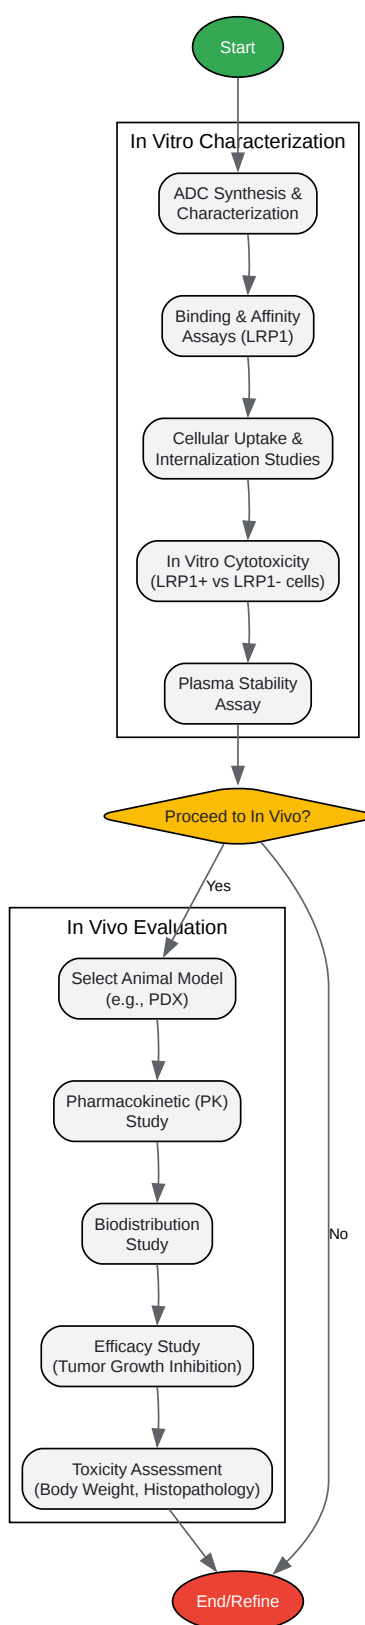 Start
In Vitro Characterization
ADC Synthesis &
Characterization
Binding & Affinity
Assays (LRP1)
Cellular Uptake &
Internalization Studies
In Vitro Cytotoxicity
(LRP1+ vs LRP1- cells)
Plasma Stability
Assay
Proceed to In Vivo?
Yes
In Vivo Evaluation
Select Animal Model
(e.g., PDX)
Pharmacokinetic (PK)
Study
Biodistribution
Study
No
Efficacy Study
(Tumor Growth Inhibition)
Toxicity Assessment
(Body Weight, Histopathology)
End/Refine